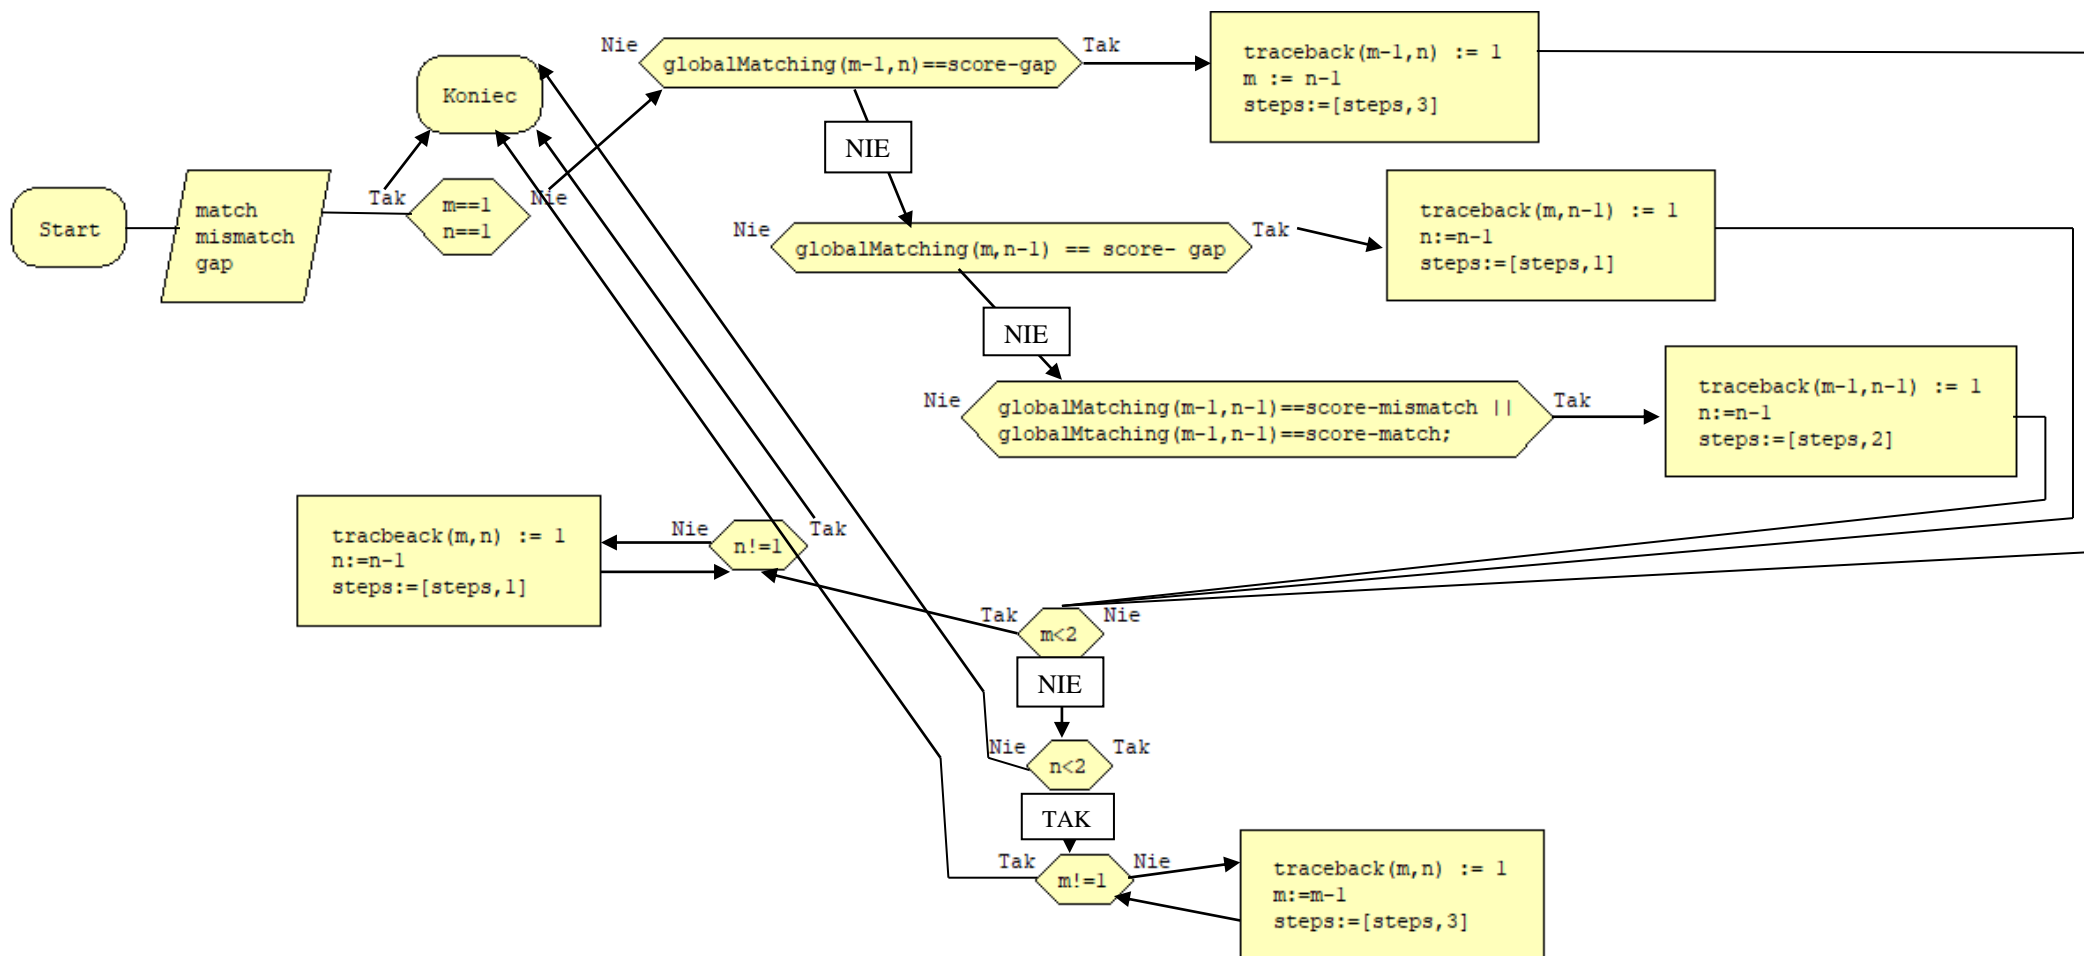 Nie
globalMatching(m-1,n)==score-gap
Tak
traceback(m-1,n) := 1
m := n-1
steps:=[steps,3]
Koniec
NIE
Start
match
mismatch
gap
Tak
m==1
n==1
Nie
Nie
globalMatching(m,n-1) == score- gap
Tak
traceback(m,n-1) := 1
n:=n-1
steps:=[steps,1]
NIE
Nie
globalMatching(m-1,n-1)==score-mismatch ||
globalMtaching(m-1,n-1)==score-match;
Tak
traceback(m-1,n-1) := 1
n:=n-1
steps:=[steps,2]
tracbeack(m,n) := 1
n:=n-1
steps:=[steps,1]
Nie
n!=1
Tak
Tak
m<2
Nie
NIE
Nie
n<2
Tak
TAK
Tak
m!=1
Nie
traceback(m,n) := 1
m:=m-1
steps:=[steps,3]